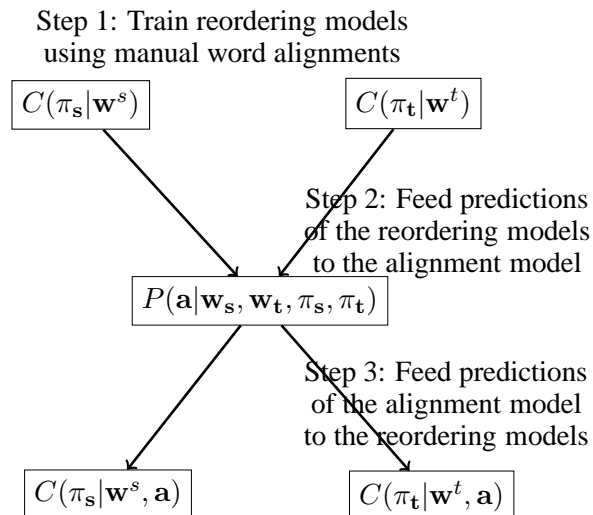 Step 1: Train reordering models
using manual word alignments
C(π_s|w^s)
C(π_t|w^t)
Step 2: Feed predictions
of the reordering models
to the alignment model
P(a|w_s, w_t, π_s, π_t)
Step 3: Feed predictions
of the alignment model
to the reordering models
C(π_s|w^s, a)
C(π_t|w^t, a)